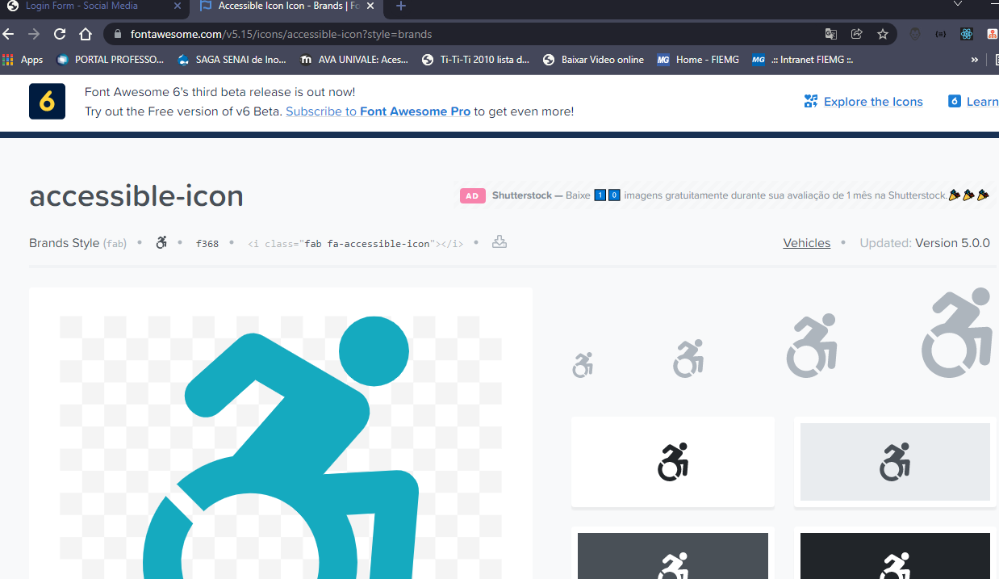 Login Form - Social Media
Accessible Icon Icon - Brands | Fo
fontawesome.com/v5.15/icons/accessible-icon?style=brands
Apps
PORTAL PROFESSO...
SAGA SENAI de Ino...
AVA UNIVALE: Aces...
Ti-Ti-Ti 2010 lista d...
Baixar Video online
MG Home - FIEMG
MG .:: Intranet FIEMG ::.
6
Font Awesome 6's third beta release is out now!
Try out the Free version of v6 Beta. Subscribe to Font Awesome Pro to get even more!
Explore the Icons
6 Learn
accessible-icon
AD Shutterstock — Baixe 1 0 imagens gratuitamente durante sua avaliação de 1 mês na Shutterstock.
Brands Style (fab) • • f368 • <i class="fab fa-accessible-icon"></i> •
Vehicles • Updated: Version 5.0.0